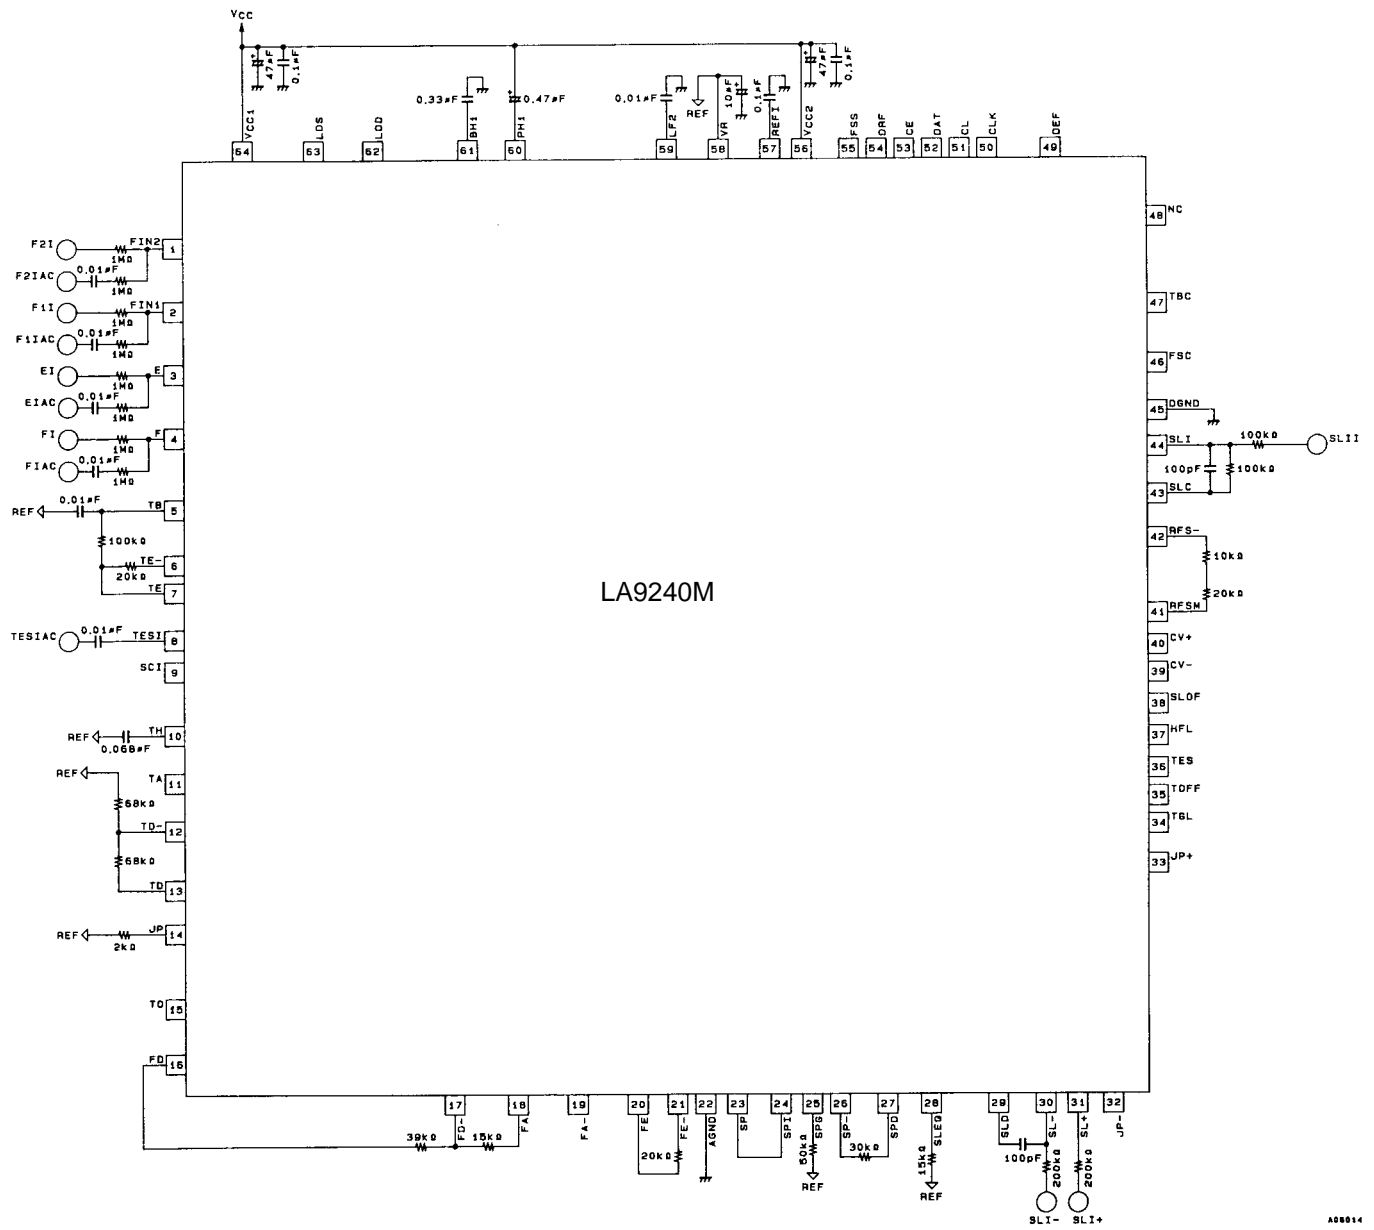 VCC
47µF
0.1µF
47µF
0.1µF
0.33µF
0.47µF
0.01µF
REF
10µF
0.1µF
VCC1
LDS
LDD
BH1
PH1
LF2
VR
REFI
VCC2
FSS
DRF
CE
DAT
CL
CLK
DEF
64
63
62
61
60
59
58
57
56
55
54
53
52
51
50
49
F2I
1MΩ
FIN2
1
F2IAC
0.01µF
1MΩ
F1I
1MΩ
FIN1
2
F1IAC
0.01µF
1MΩ
EI
1MΩ
E
3
EIAC
0.01µF
1MΩ
FI
1MΩ
F
4
FIAC
0.01µF
1MΩ
REF
0.01µF
TB
5
100kΩ
TE-
6
20kΩ
TE
7
TESIAC
0.01µF
TESI
8
SCI
9
REF
0.068µF
TH
10
REF
TA
11
68kΩ
TD-
12
68kΩ
TD
13
REF
2kΩ
JP
14
TO
15
FD
16
LA9240M
48
NC
47
TBC
46
FSC
45
DGND
44
SLI
100kΩ
SLII
100pF
100kΩ
43
SLC
42
RFS-
10kΩ
20kΩ
41
RFSM
40
CV+
39
CV-
38
SLOF
37
HFL
36
TES
35
TOFF
34
TGL
33
JP+
17
18
19
20
21
22
23
24
25
26
27
28
29
30
31
32
FD-
FA
FA-
FE
FE-
AGND
SP
SPI
SPG
SP-
SPD
SLEQ
SLD
SL-
SL+
JP-
39kΩ
15kΩ
20kΩ
60kΩ
REF
30kΩ
15kΩ
REF
100pF
200kΩ
200kΩ
SLI-
SLI+